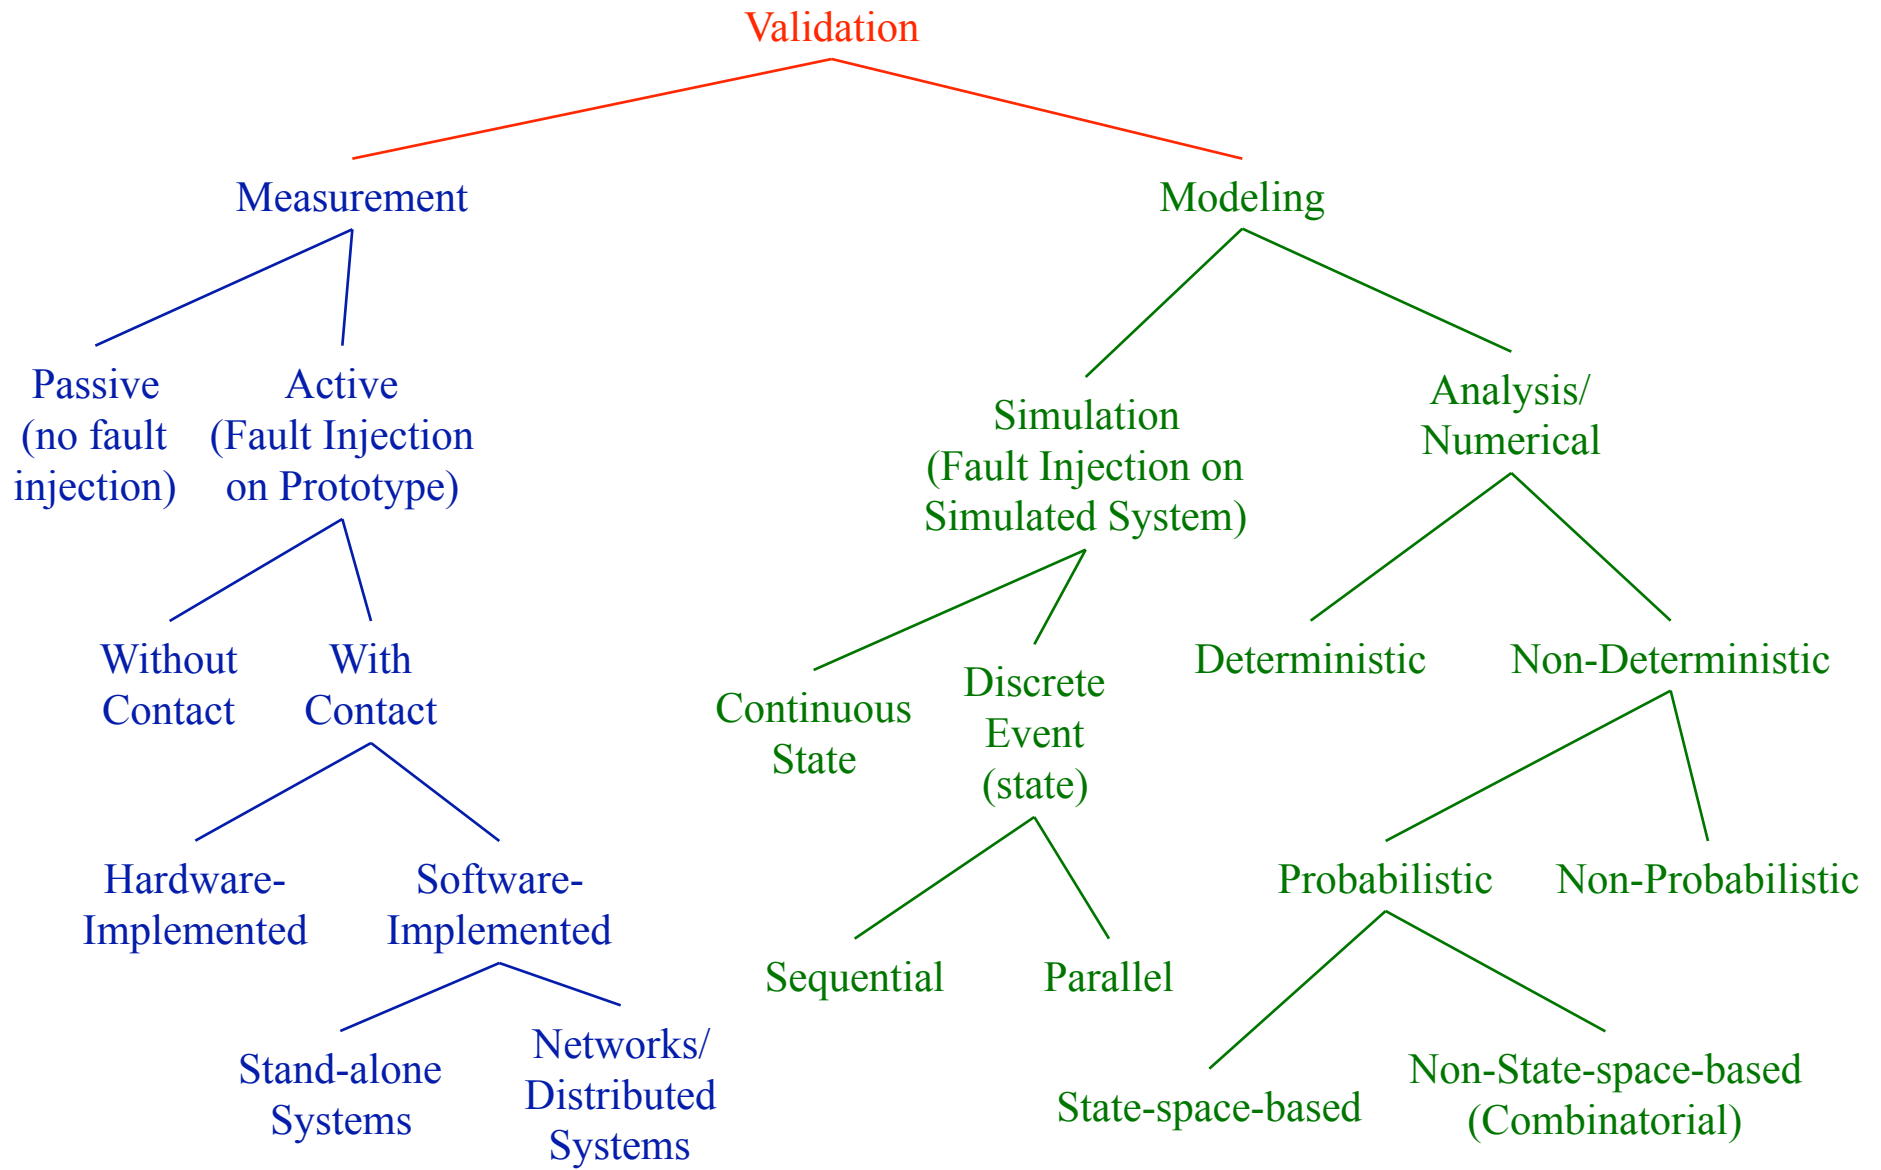 Validation
Measurement
Modeling
Passive
(no fault
injection)
Active
(Fault Injection
on Prototype)
Simulation
(Fault Injection on
Simulated System)
Analysis/
Numerical
Without
Contact
With
Contact
Continuous
State
Discrete
Event
(state)
Deterministic
Non-Deterministic
Hardware-
Implemented
Software-
Implemented
Sequential
Parallel
Probabilistic
Non-Probabilistic
Stand-alone
Systems
Networks/
Distributed
Systems
State-space-based
Non-State-space-based
(Combinatorial)